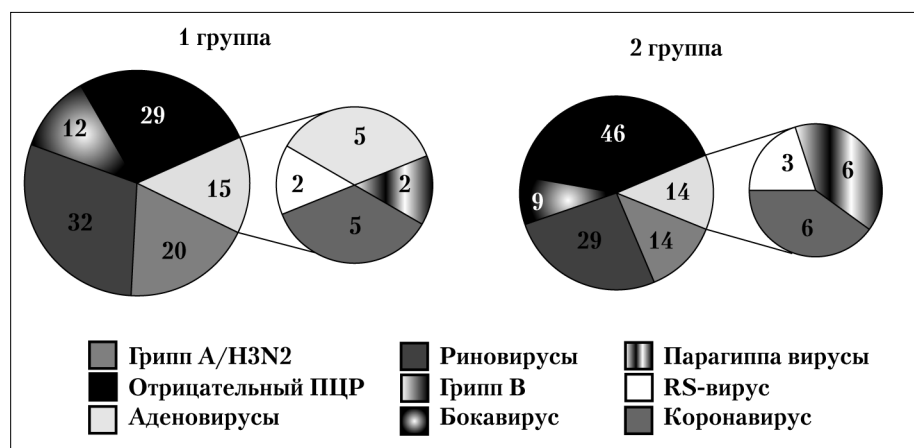 1 группа
2 группа
29
12
15
32
20
5
2
2
5
46
9
14
29
14
3
6
6
Грипп A/H3N2
Риновирусы
Парагиппа вирусы
Отрицательный ПЦР
Грипп B
RS-вирус
Аденовирусы
Бокавирус
Коронавирус